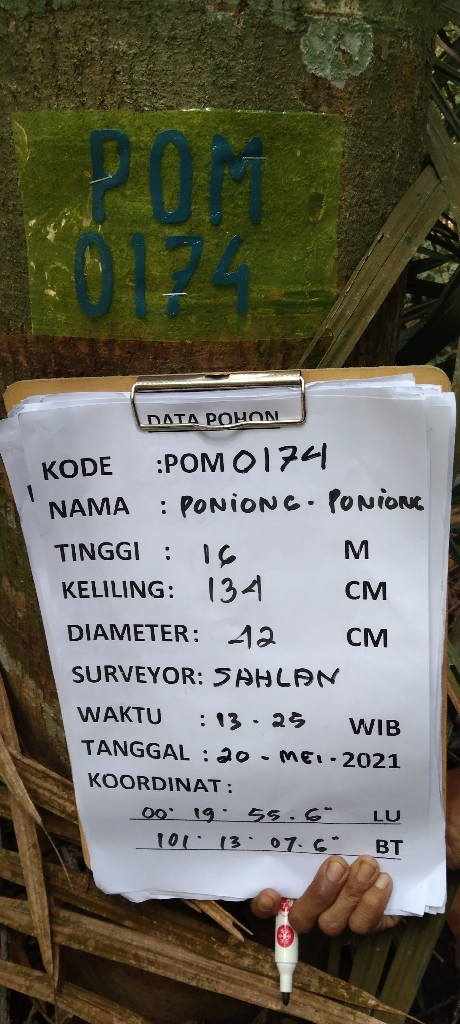 POM
0174
DATA POHON
KODE :POM 0174
NAMA : PONIONG - PONIONG
TINGGI : 16 M
KELILING: 134 CM
DIAMETER: 42 CM
SURVEYOR: SAHLAN
WAKTU : 13 - 25 WIB
TANGGAL : 20 - MEI - 2021
KOORDINAT :
00° 19' 55.6" LU
101° 13' 07.6" BT